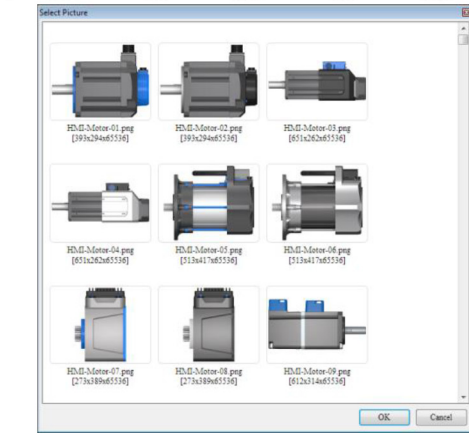 Select Picture
HMI-Motor-01.png
[393x294x65536]
HMI-Motor-02.png
[393x294x65536]
HMI-Motor-03.png
[651x262x65536]
HMI-Motor-04.png
[651x262x65536]
HMI-Motor-05.png
[513x417x65536]
HMI-Motor-06.png
[513x417x65536]
HMI-Motor-07.png
[273x389x65536]
HMI-Motor-08.png
[273x389x65536]
HMI-Motor-09.png
[612x314x65536]
OK
Cancel